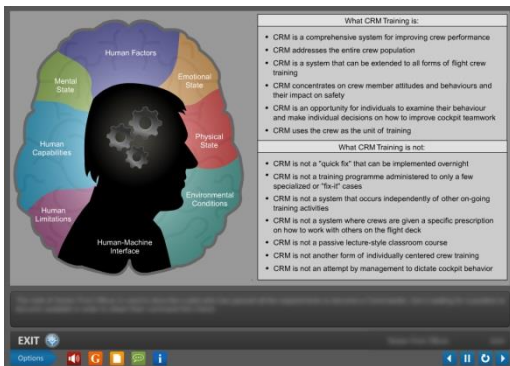 Human Factors
Mental
State
Emotional
State
Human
Capabilities
Physical
State
Human
Limitations
Environmental
Conditions
Human-Machine
Interface
What CRM Training is:
• CRM is a comprehensive system for improving crew performance
• CRM addresses the entire crew population
• CRM is a system that can be extended to all forms of flight crew
training
• CRM concentrates on crew member attitudes and behaviours and
their impact on safety
• CRM is an opportunity for individuals to examine their behaviour
and make individual decisions on how to improve cockpit teamwork
• CRM uses the crew as the unit of training
What CRM Training is not:
• CRM is not a "quick fix" that can be implemented overnight
• CRM is not a training programme administered to only a few
specialized or "fix-it" cases
• CRM is not a system that occurs independently of other on-going
training activities
• CRM is not a system where crews are given a specific prescription
on how to work with others on the flight deck
• CRM is not a passive lecture-style classroom course
• CRM is not another form of individually centered crew training
• CRM is not an attempt by management to dictate cockpit behavior
EXIT
Options
G
i